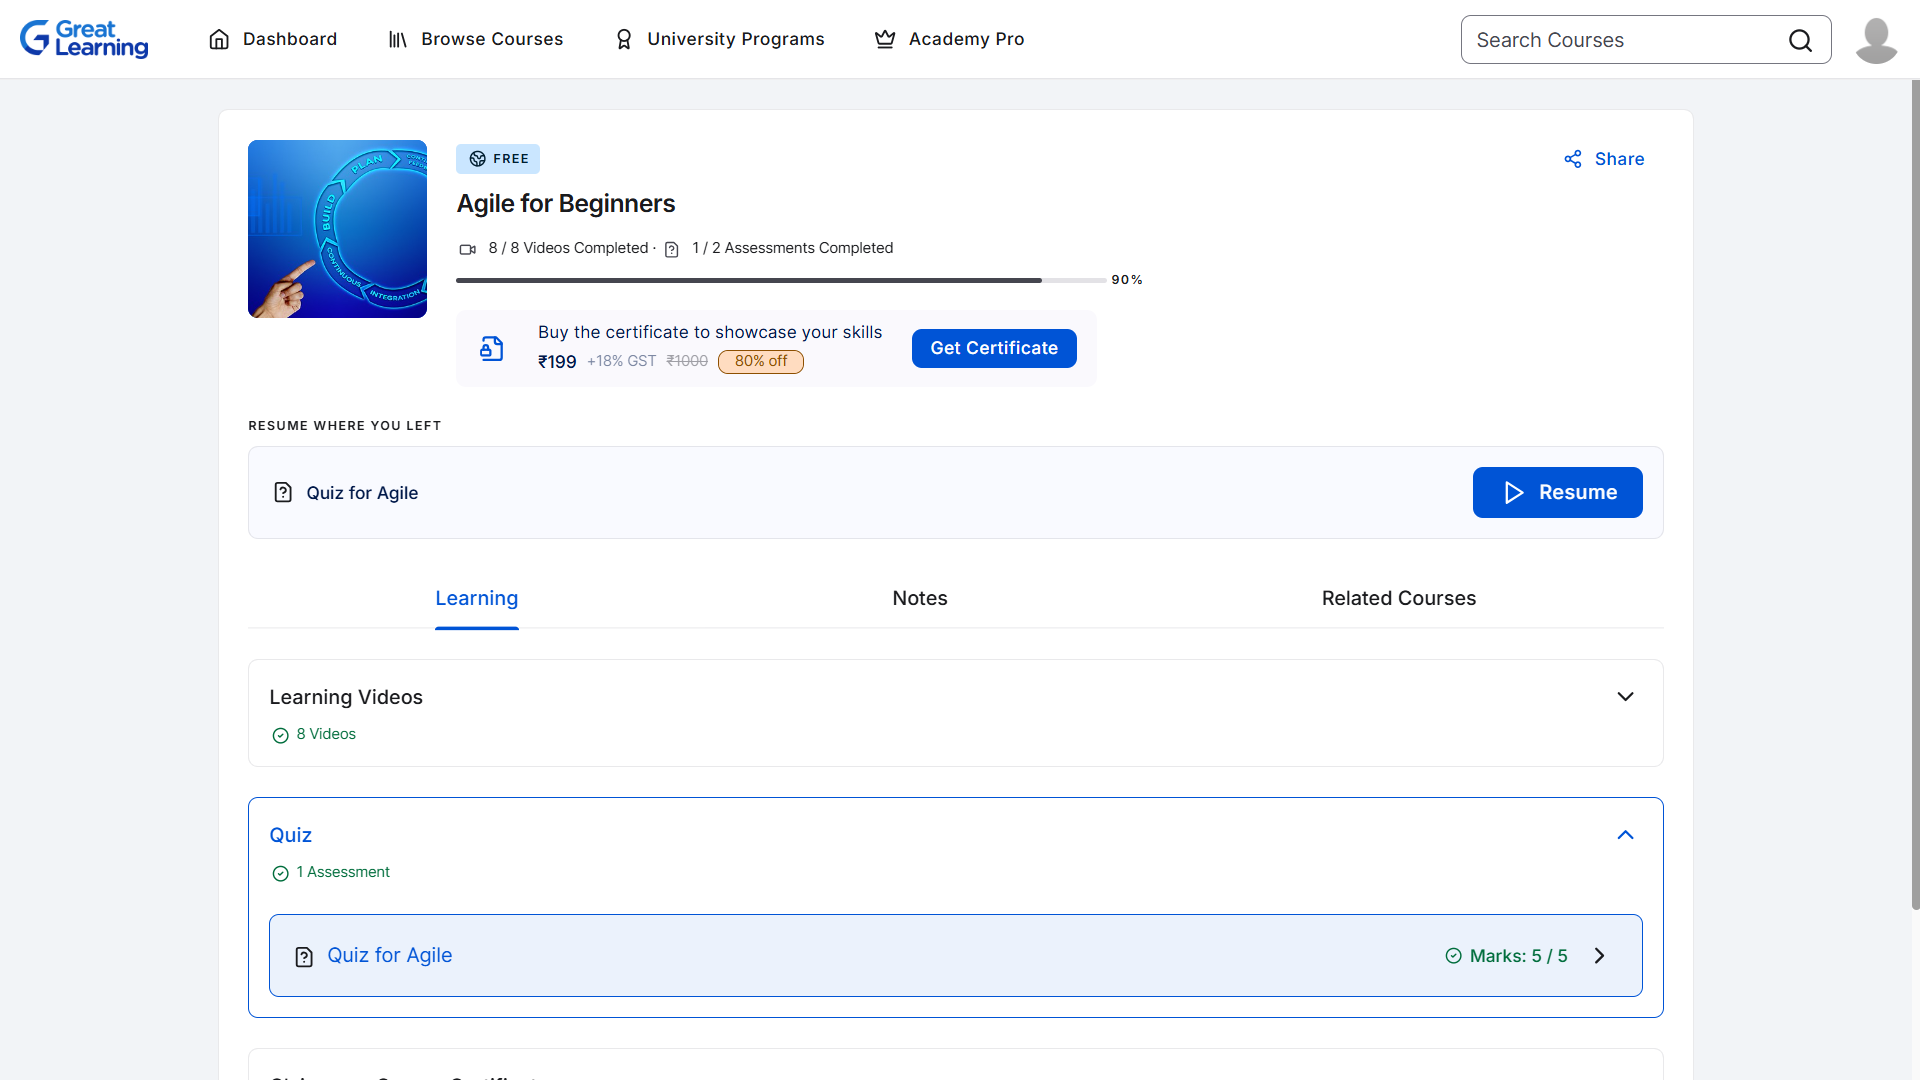 Great
Learning
Dashboard
Browse Courses
University Programs
Academy Pro
Search Courses
PLAN
BUILD
CONTINUOUS
INTEGRATION
FREE
Share
Agile for Beginners
8 / 8 Videos Completed · 1 / 2 Assessments Completed
90%
Buy the certificate to showcase your skills
₹199 +18% GST ₹1000 80% off
Get Certificate
RESUME WHERE YOU LEFT
Quiz for Agile
Resume
Learning
Notes
Related Courses
Learning Videos
8 Videos
Quiz
1 Assessment
Quiz for Agile
Marks: 5 / 5